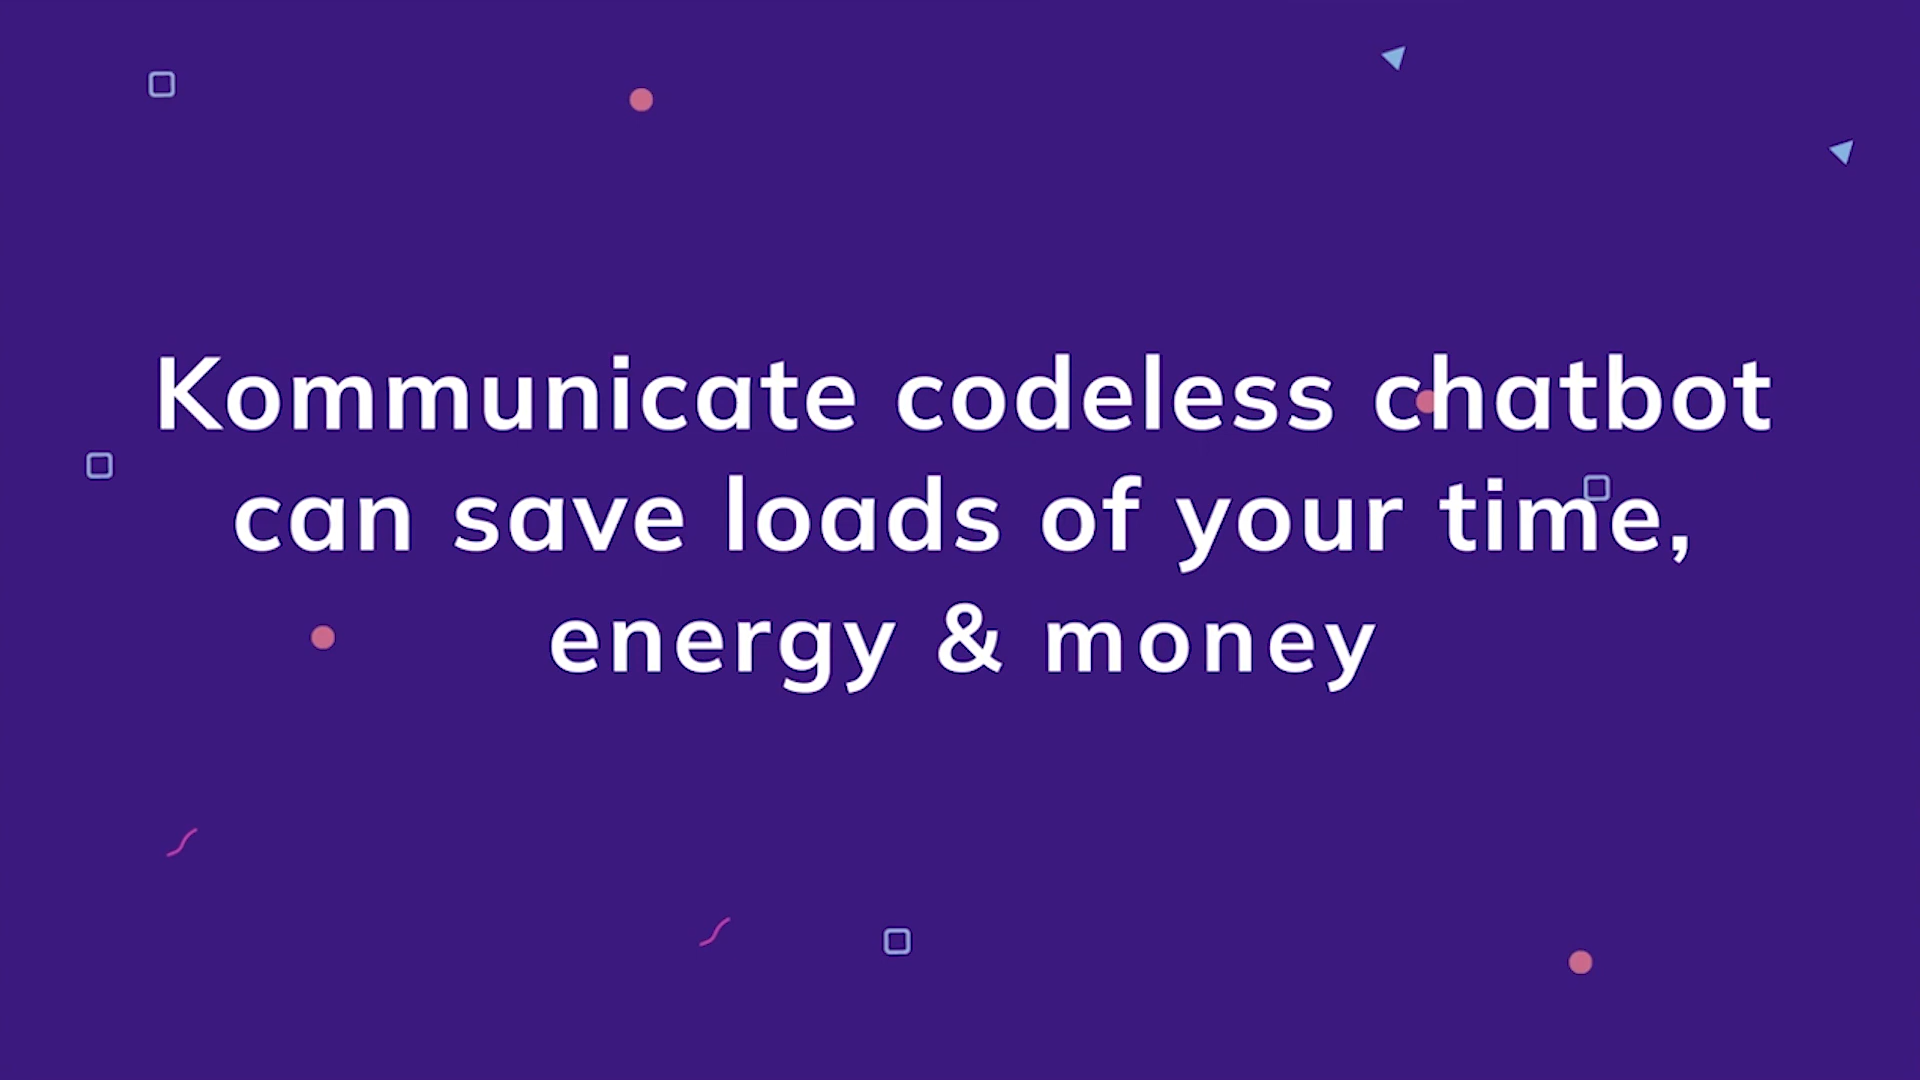 Kommunicate codeless chatbot
can save loads of your time,
energy & money